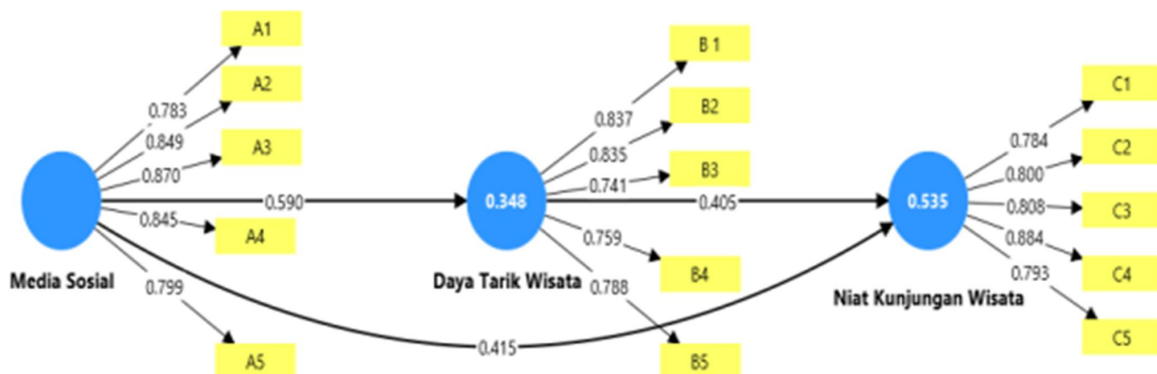 A1
A2
A3
A4
A5
0.783
0.849
0.870
0.845
0.799
Media Sosial
0.590
0.415
B 1
B2
B3
B4
B5
0.837
0.835
0.741
0.759
0.788
0.348
Daya Tarik Wisata
0.405
C1
C2
C3
C4
C5
0.784
0.800
0.808
0.884
0.793
0.535
Niat Kunjungan Wisata